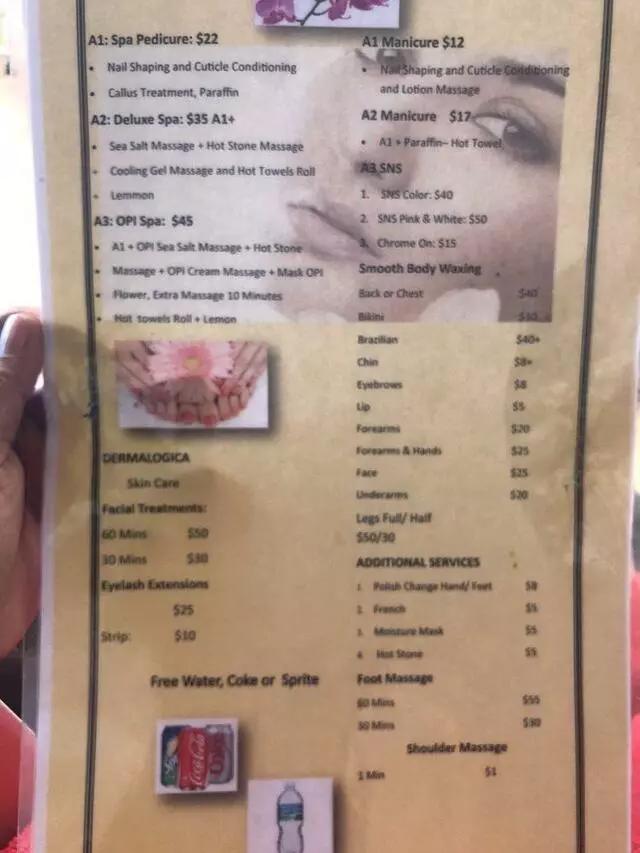 A1: Spa Pedicure: $22
• Nail Shaping and Cuticle Conditioning
• Callus Treatment, Paraffin
A2: Deluxe Spa: $35 A1+
• Sea Salt Massage + Hot Stone Massage
• Cooling Gel Massage and Hot Towels Roll
• Lemmon
A3: OPI Spa: $45
• A1 + OPI Sea Salt Massage + Hot Stone
• Massage + OPI Cream Massage + Mask OPI
• Flower, Extra Massage 10 Minutes
• Hot towels Roll + Lemon
DERMALOGICA
Skin Care
Facial Treatments:
60 Mins $50
30 Mins $30
Eyelash Extensions
$25
Strip: $10
Free Water, Coke or Sprite
Coca-Cola
A1 Manicure $12
• Nail Shaping and Cuticle Conditioning
and Lotion Massage
A2 Manicure $17
• A1 + Paraffin– Hot Towel
A3 SNS
1. SNS Color: $40
2. SNS Pink & White: $50
3. Chrome On: $15
Smooth Body Waxing
Back or Chest $40
Bikini $30
Brazilian $40+
Chin $8+
Eyebrows $8
Lip $5
Forearms $20
Forearms & Hands $25
Face $25
Underarms $20
Legs Full/ Half
$50/30
ADDITIONAL SERVICES
1. Polish Change Hand/ Feet $8
2. French $5
3. Moisture Mask $5
4. Hot Stone $5
Foot Massage
60 Mins $55
30 Mins $30
Shoulder Massage
1 Min $1